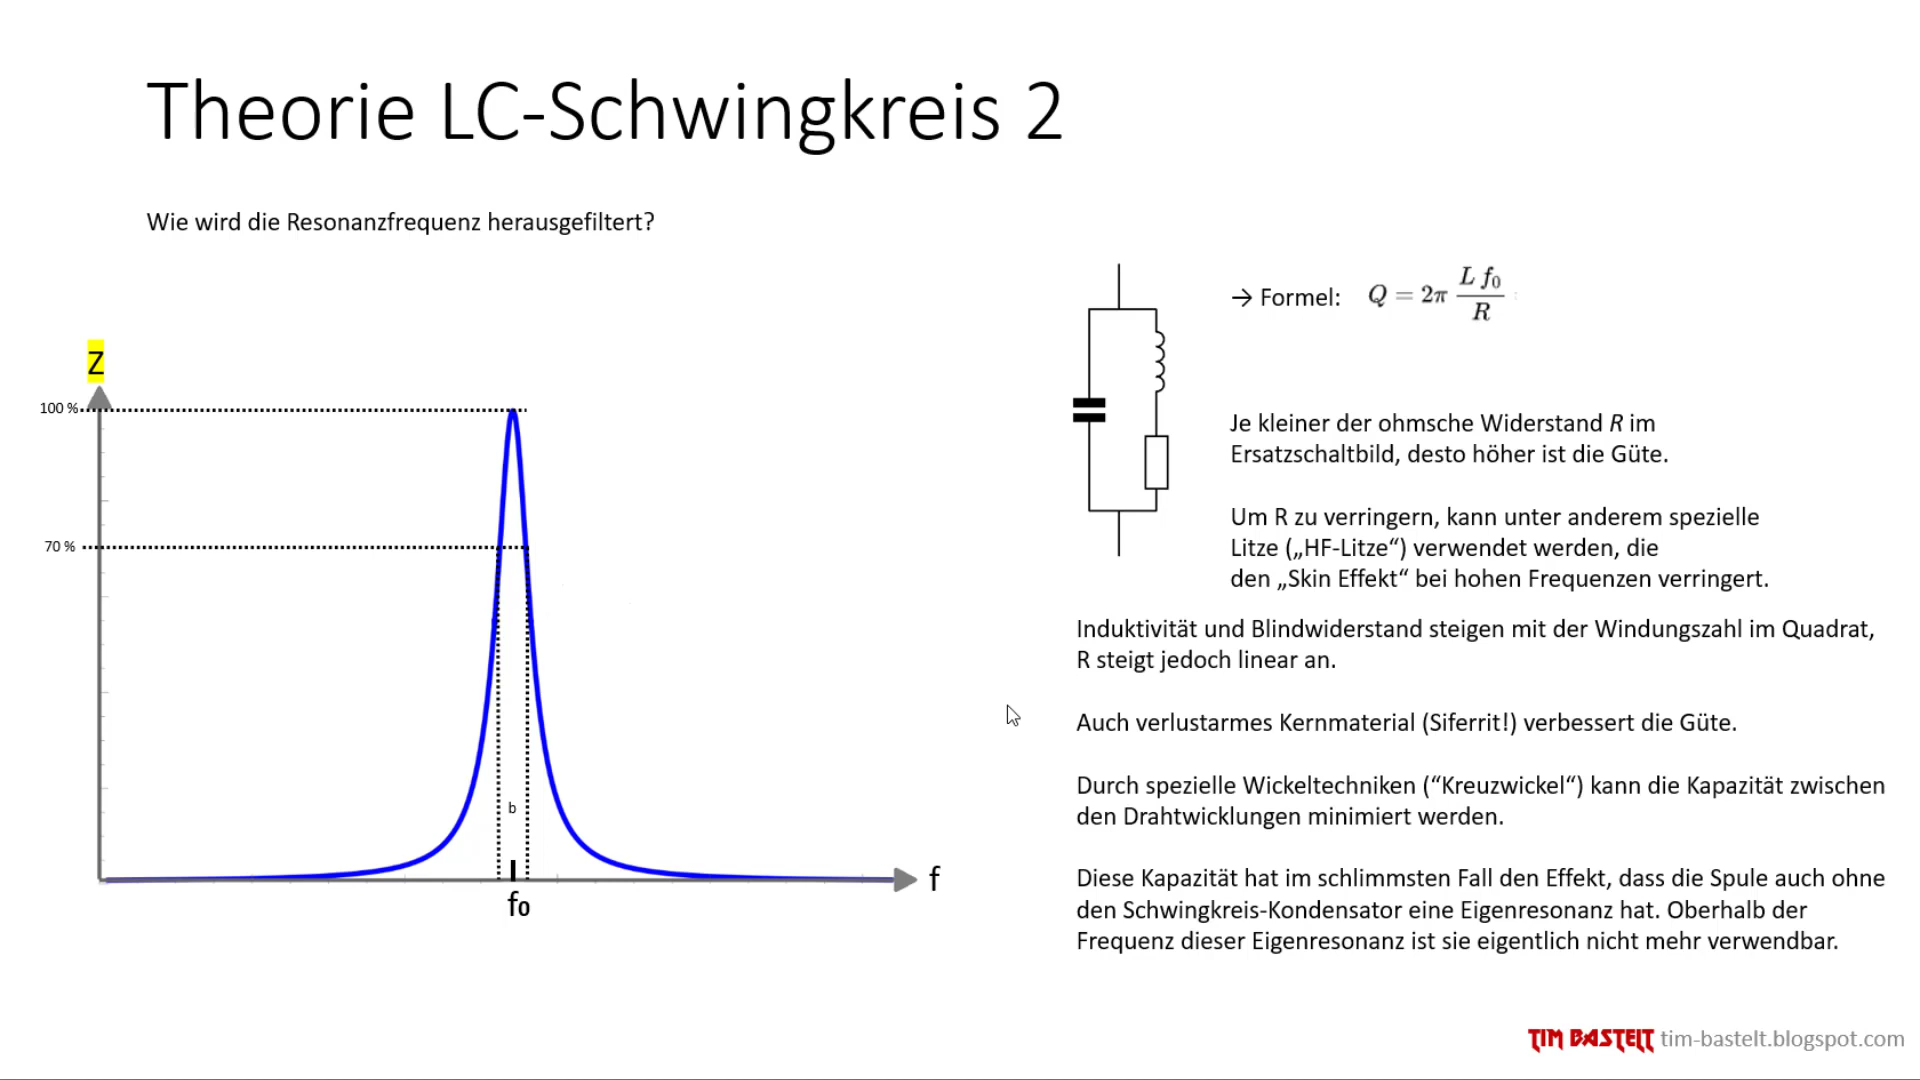 Theorie LC-Schwingkreis 2
Wie wird die Resonanzfrequenz herausgefiltert?
Z
100 %
70 %
b
f
f₀
→ Formel: Q = 2π L f₀ / R
Je kleiner der ohmsche Widerstand R im
Ersatzschaltbild, desto höher ist die Güte.
Um R zu verringern, kann unter anderem spezielle
Litze („HF-Litze“) verwendet werden, die
den „Skin Effekt“ bei hohen Frequenzen verringert.
Induktivität und Blindwiderstand steigen mit der Windungszahl im Quadrat,
R steigt jedoch linear an.
Auch verlustarmes Kernmaterial (Siferrit!) verbessert die Güte.
Durch spezielle Wickeltechniken (“Kreuzwickel“) kann die Kapazität zwischen
den Drahtwicklungen minimiert werden.
Diese Kapazität hat im schlimmsten Fall den Effekt, dass die Spule auch ohne
den Schwingkreis-Kondensator eine Eigenresonanz hat. Oberhalb der
Frequenz dieser Eigenresonanz ist sie eigentlich nicht mehr verwendbar.
TIM BASTELT tim-bastelt.blogspot.com